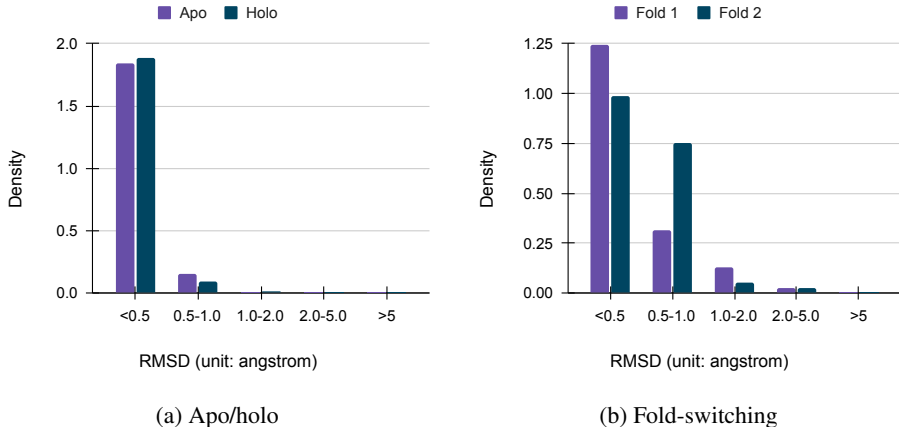 Apo Holo
2.0
1.5
1.0
0.5
0.0
Density
<0.5 0.5-1.0 1.0-2.0 2.0-5.0 >5
RMSD (unit: angstrom)
(a) Apo/holo
Fold 1 Fold 2
1.25
1.00
0.75
0.50
0.25
0.00
Density
<0.5 0.5-1.0 1.0-2.0 2.0-5.0 >5
RMSD (unit: angstrom)
(b) Fold-switching